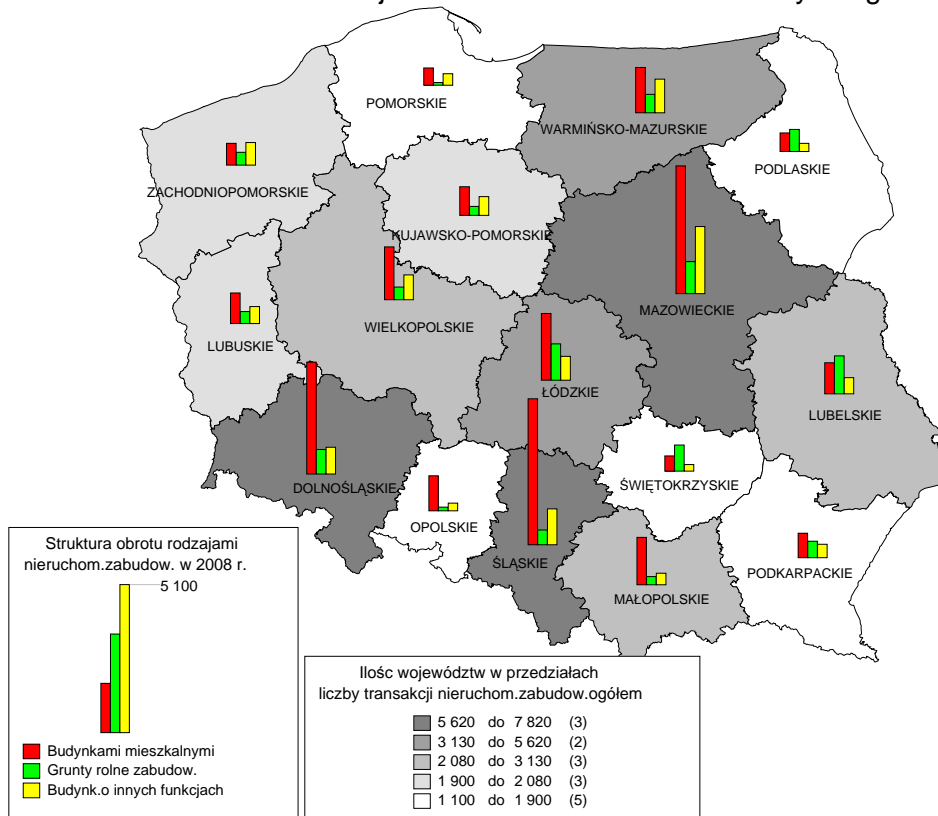 POMORSKIE
WARMIŃSKO-MAZURSKIE
PODLASKIE
ZACHODNIOPOMORSKIE
KUJAWSKO-POMORSKIE
MAZOWIECKIE
WIELKOPOLSKIE
LUBUSKIE
ŁÓDZKIE
LUBELSKIE
DOLNOŚLĄSKIE
ŚWIĘTOKRZYSKIE
OPOLSKIE
ŚLĄSKIE
PODKARPACKIE
MAŁOPOLSKIE
Struktura obrotu rodzajami
nieruchom.zabudow. w 2008 r.
5 100
Budynkami mieszkalnymi
Grunty rolne zabudow.
Budynk.o innych funkcjach
Ilośc województw w przedziałach
liczby transakcji nieruchom.zabudow.ogółem
5 620 do 7 820 (3)
3 130 do 5 620 (2)
2 080 do 3 130 (3)
1 900 do 2 080 (3)
1 100 do 1 900 (5)